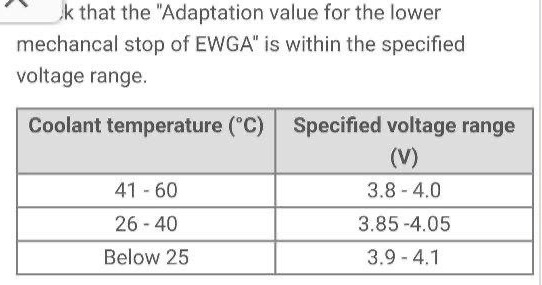 that the "Adaptation value for the lower
mechancal stop of EWGA" is within the specified
voltage range.
Coolant temperature (°C) Specified voltage range
(V)
41 - 60 3.8 - 4.0
26 - 40 3.85 -4.05
Below 25 3.9 - 4.1